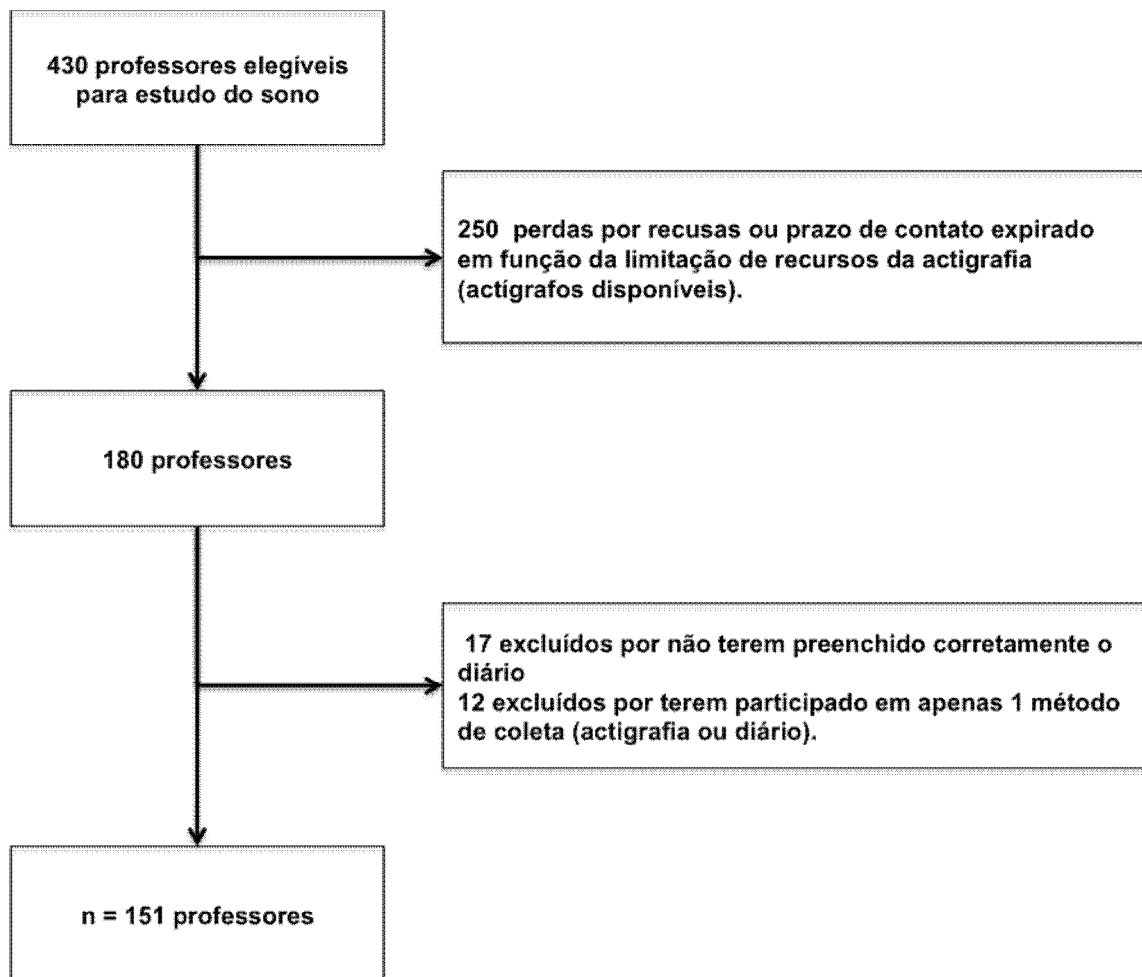 430 professores elegíveis
para estudo do sono
250 perdas por recusas ou prazo de contato expirado
em função da limitação de recursos da actigrafia
(actígrafos disponíveis).
180 professores
17 excluídos por não terem preenchido corretamente o
diário
12 excluídos por terem participado em apenas 1 método
de coleta (actigrafia ou diário).
n = 151 professores